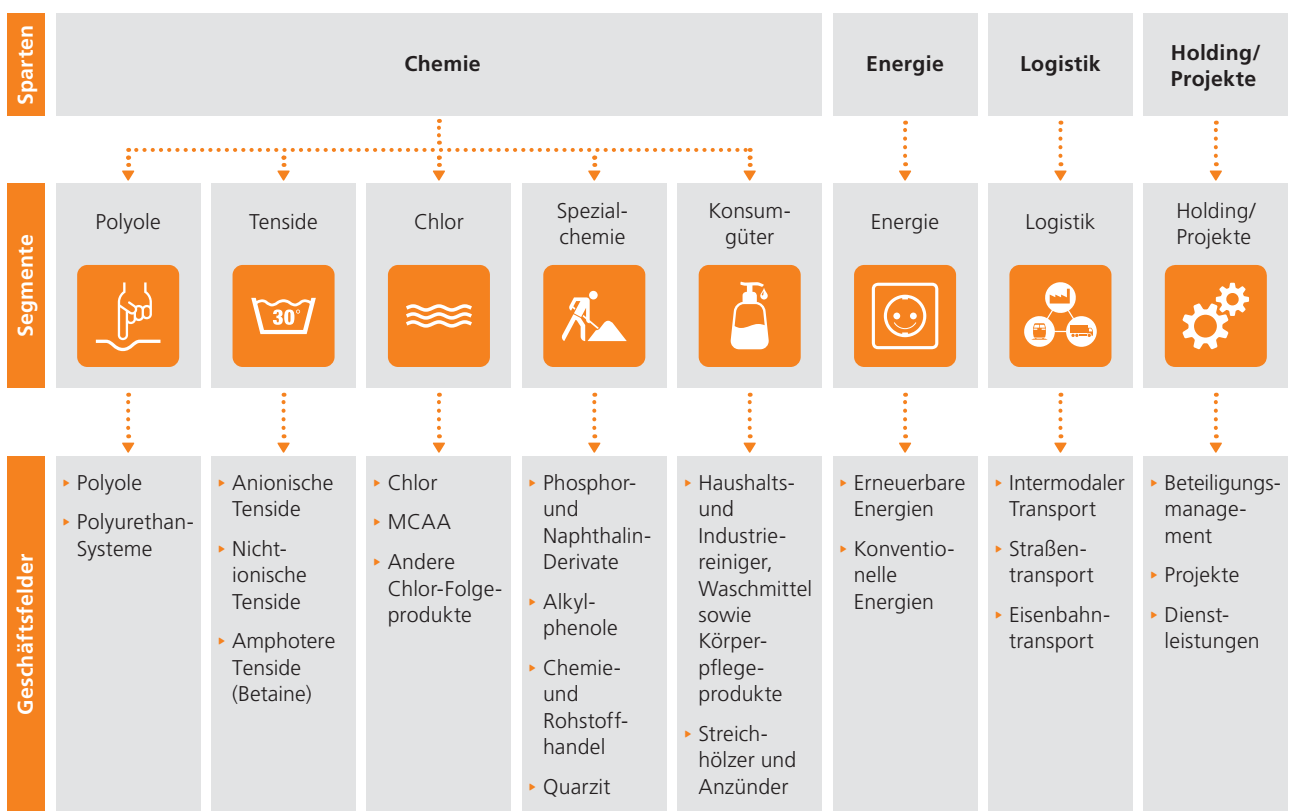 Sparten
Chemie
Energie
Logistik
Holding/
Projekte
Segmente
Polyole
Tenside
30°
Chlor
Spezial-
chemie
Konsum-
güter
Energie
Logistik
Holding/
Projekte
Geschäftsfelder
‣ Polyole
‣ Polyurethan-
Systeme
‣ Anionische
Tenside
‣ Nicht-
ionische
Tenside
‣ Amphotere
Tenside
(Betaine)
‣ Chlor
‣ MCAA
‣ Andere
Chlor-Folge-
produkte
‣ Phosphor-
und
Naphthalin-
Derivate
‣ Alkyl-
phenole
‣ Chemie-
und
Rohstoff-
handel
‣ Quarzit
‣ Haushalts-
und
Industrie-
reiniger,
Waschmittel
sowie
Körper-
pflege-
produkte
‣ Streich-
hölzer und
Anzünder
‣ Erneuerbare
Energien
‣ Konventio-
nelle
Energien
‣ Intermodaler
Transport
‣ Straßen-
transport
‣ Eisenbahn-
transport
‣ Beteiligungs-
manage-
ment
‣ Projekte
‣ Dienst-
leistungen